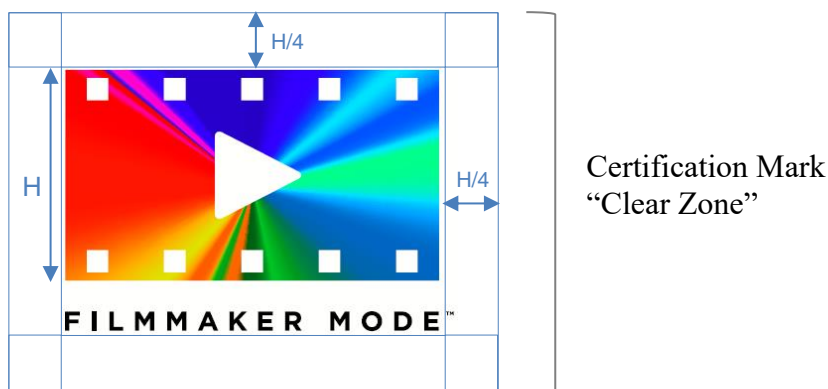 H/4
H
H/4
Certification Mark
“Clear Zone”
FILMMAKER MODE™